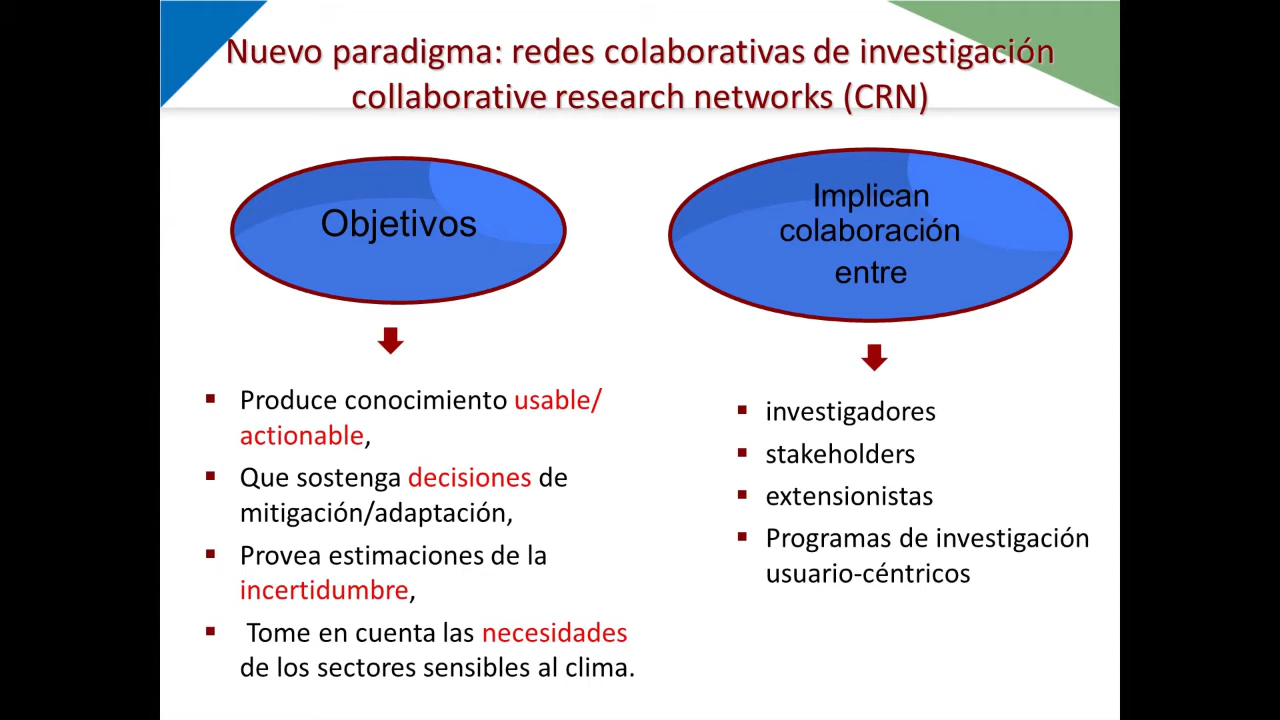 Nuevo paradigma: redes colaborativas de investigación
collaborative research networks (CRN)
Objetivos
Implican
colaboración
entre
▪ Produce conocimiento usable/
actionable,
▪ Que sostenga decisiones de
mitigación/adaptación,
▪ Provea estimaciones de la
incertidumbre,
▪ Tome en cuenta las necesidades
de los sectores sensibles al clima.
▪ investigadores
▪ stakeholders
▪ extensionistas
▪ Programas de investigación
usuario-céntricos